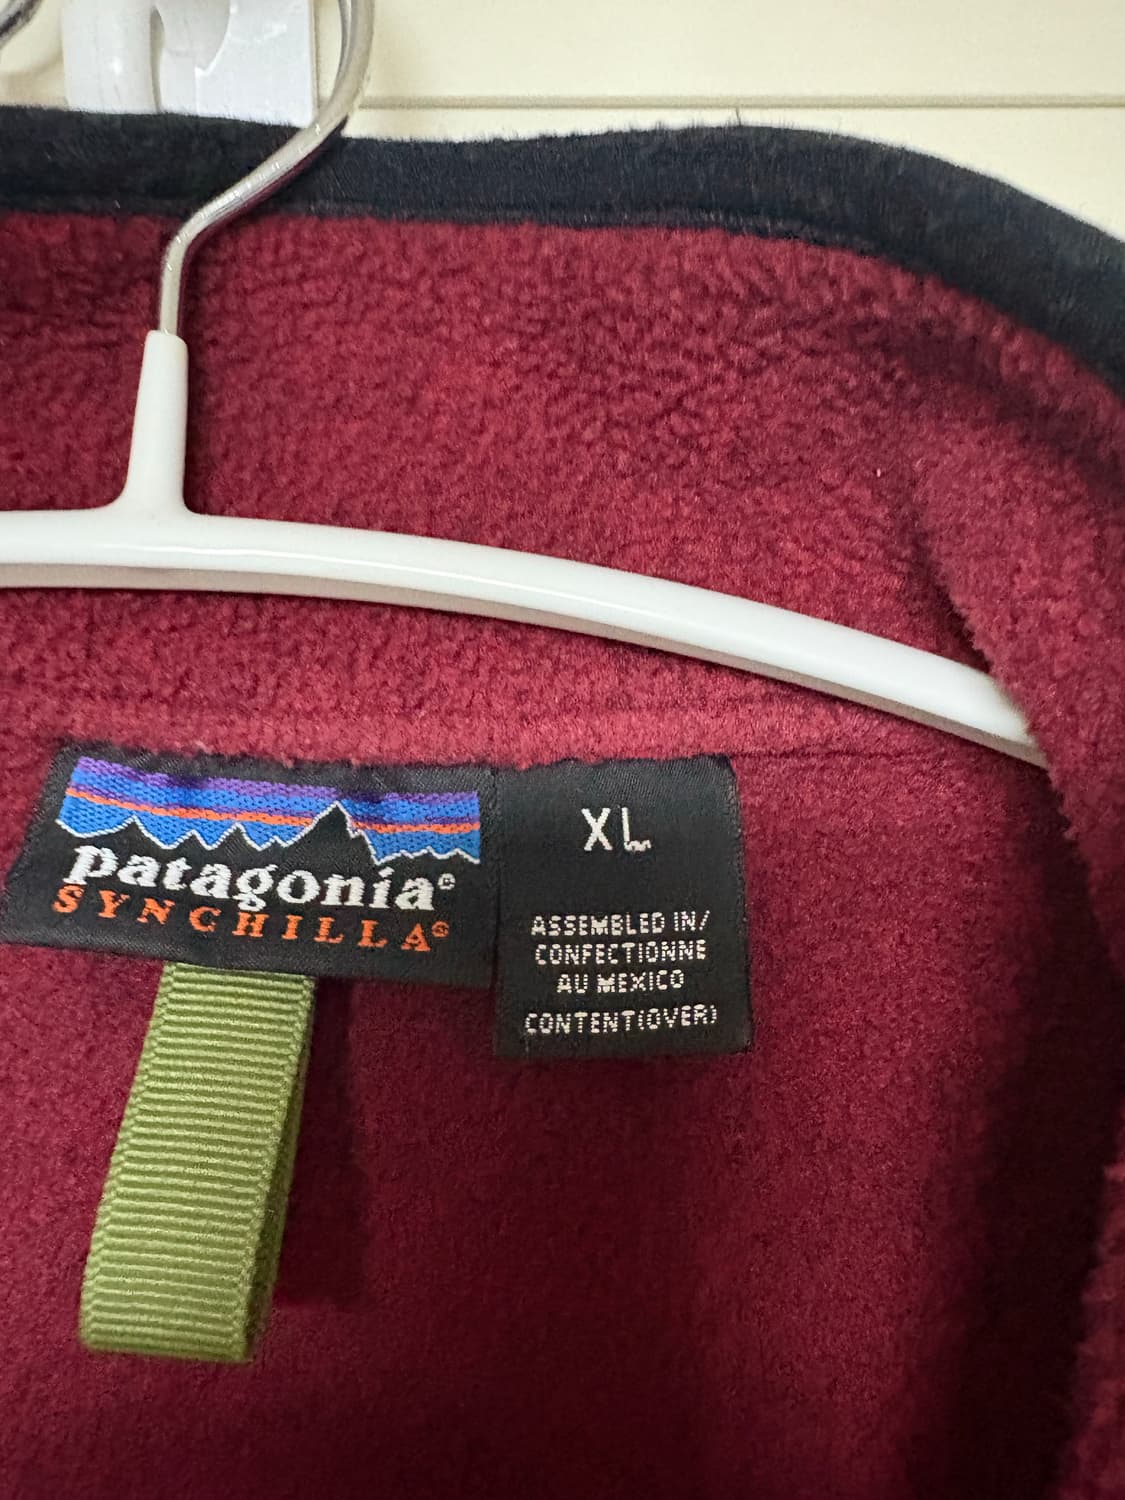 patagonia®
SYNCHILLA®
XL
ASSEMBLED IN/
CONFECTIONNE
AU MEXICO
CONTENT(OVER)